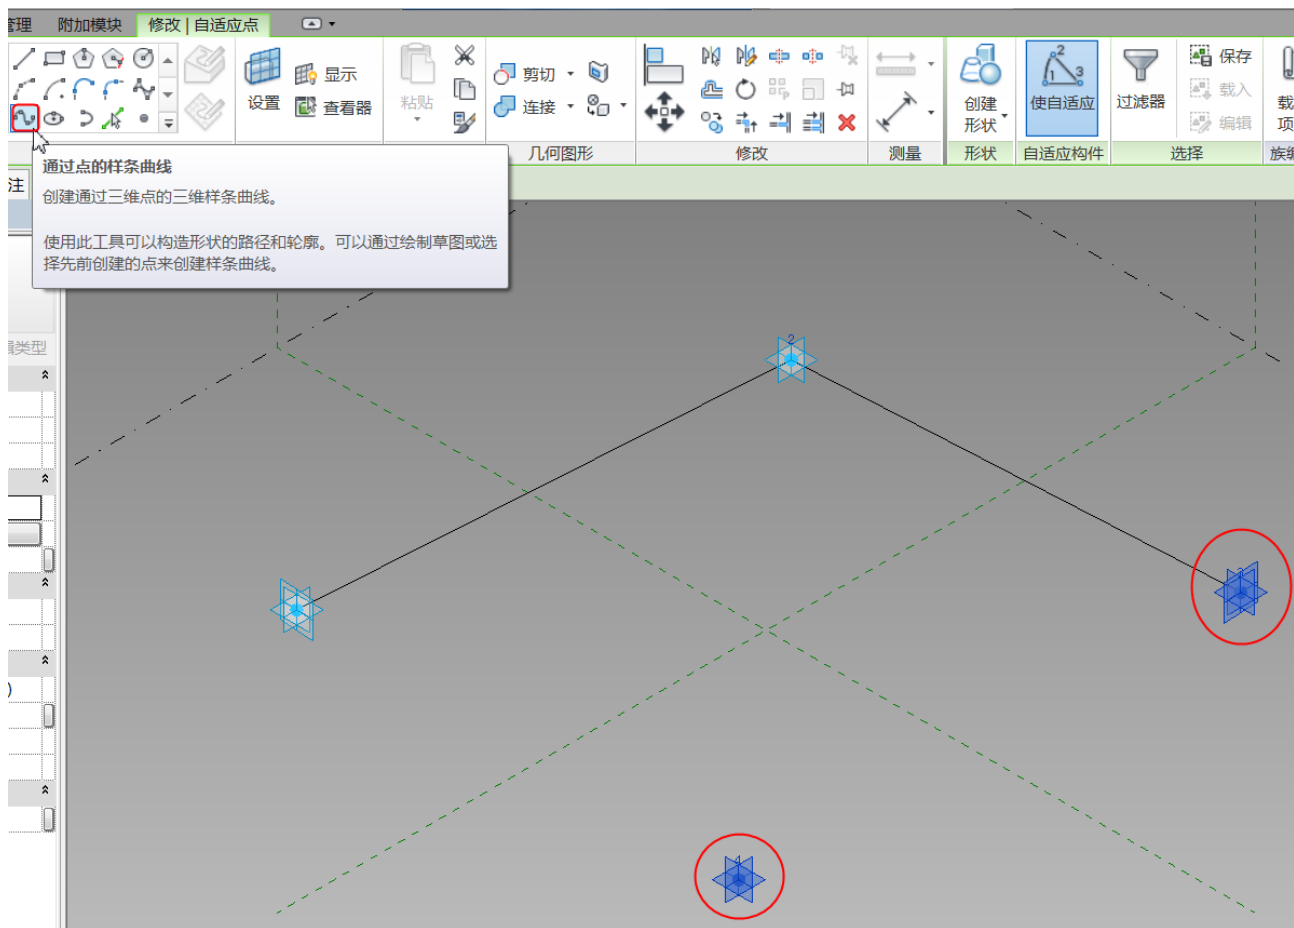 管理 附加模块 修改 | 自适应点
设置
显示
查看器
粘贴
剪切
连接
创建
形状
使自适应
过滤器
保存
载入
编辑
载
项
几何图形 修改 测量 形状 自适应构件 选择 族编
注
通过点的样条曲线
创建通过三维点的三维样条曲线。
使用此工具可以构造形状的路径和轮廓。可以通过绘制草图或选
择先前创建的点来创建样条曲线。
辑类型
2
)